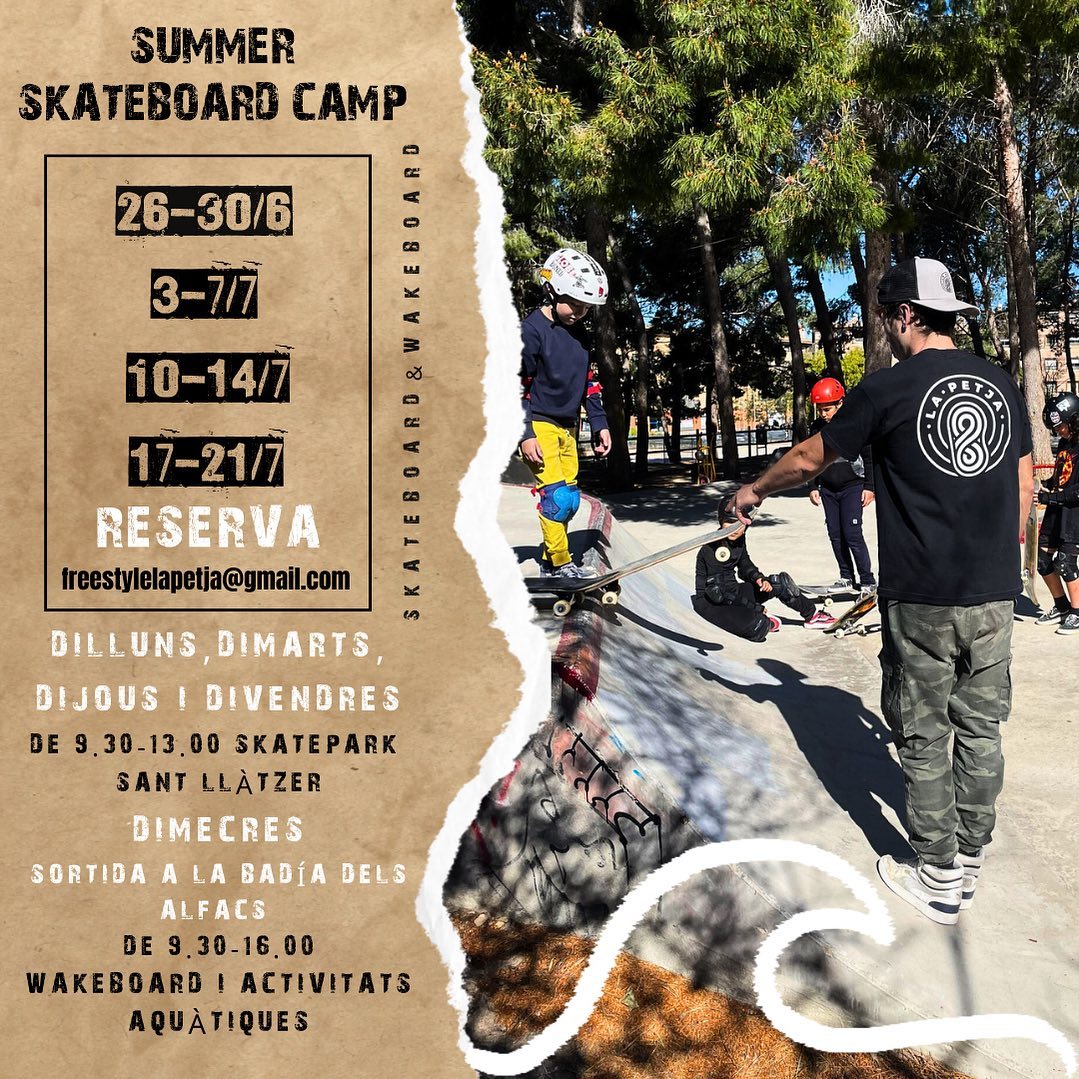 SUMMER
SKATEBOARD CAMP
26-30/6
3-7/7
10-14/7
17-21/7
RESERVA
freestylelapetja@gmail.com
SKATEBOARD & WAKEBOARD
DILLUNS, DIMARTS,
DIJOUS I DIVENDRES
DE 9.30-13.00 SKATEPARK
SANT LLÀTZER
DIMECRES
SORTIDA A LA BADÍA DELS
ALFACS
DE 9.30-16.00
WAKEBOARD I ACTIVITATS
AQUÀTIQUES
LA·PETJA·